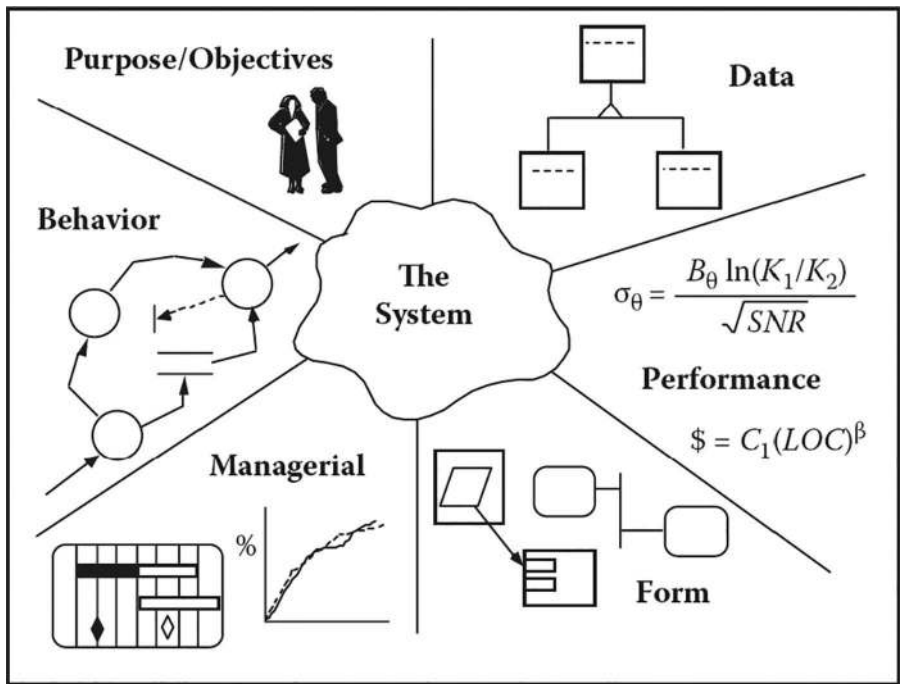 Purpose/Objectives
Data
Behavior
The
System
σθ = Bθ ln(K1/K2) / √SNR
Performance
$ = C1(LOC)^β
Managerial
%
Form